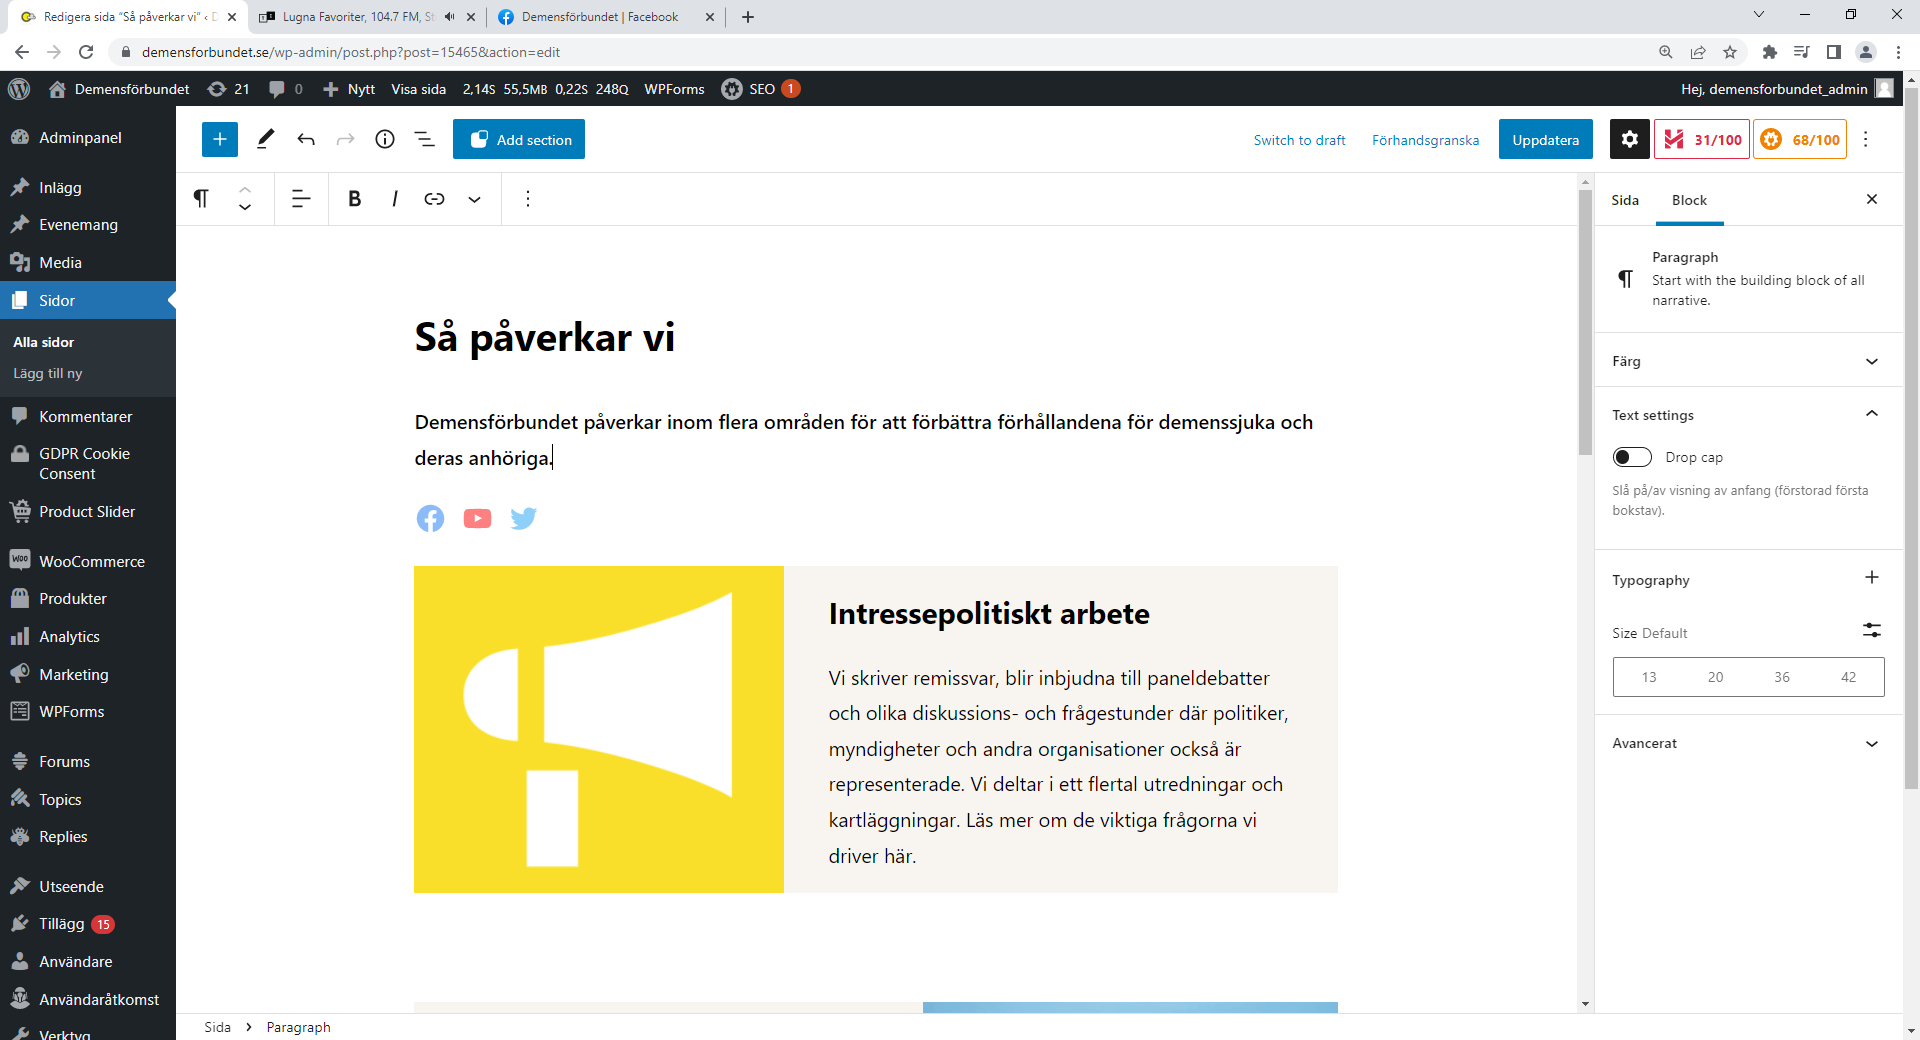 Redigera sida "Så påverkar vi" ‹ D
Lugna Favoriter, 104.7 FM, St
Demensförbundet | Facebook
demensforbundet.se/wp-admin/post.php?post=15465&action=edit
Demensförbundet
21
0
Nytt
Visa sida
2,14S 55,5MB 0,22S 248Q
WPForms
SEO
1
Hej, demensforbundet_admin
Adminpanel
Inlägg
Evenemang
Media
Sidor
Alla sidor
Lägg till ny
Kommentarer
GDPR Cookie
Consent
Product Slider
WOO
WooCommerce
Produkter
Analytics
Marketing
WPForms
Forums
Topics
Replies
Utseende
Tillägg 15
Användare
Användaråtkomst
Verktyg
Add section
Switch to draft
Förhandsgranska
Uppdatera
31/100
68/100
B
I
Så påverkar vi
Demensförbundet påverkar inom flera områden för att förbättra förhållandena för demenssjuka och
deras anhöriga.
Intressepolitiskt arbete
Vi skriver remissvar, blir inbjudna till paneldebatter
och olika diskussions- och frågestunder där politiker,
myndigheter och andra organisationer också är
representerade. Vi deltar i ett flertal utredningar och
kartläggningar. Läs mer om de viktiga frågorna vi
driver här.
Sida
Block
Paragraph
Start with the building block of all
narrative.
Färg
Text settings
Drop cap
Slå på/av visning av anfang (förstorad första
bokstav).
Typography
Size Default
13 20 36 42
Avancerat
Sida
Paragraph